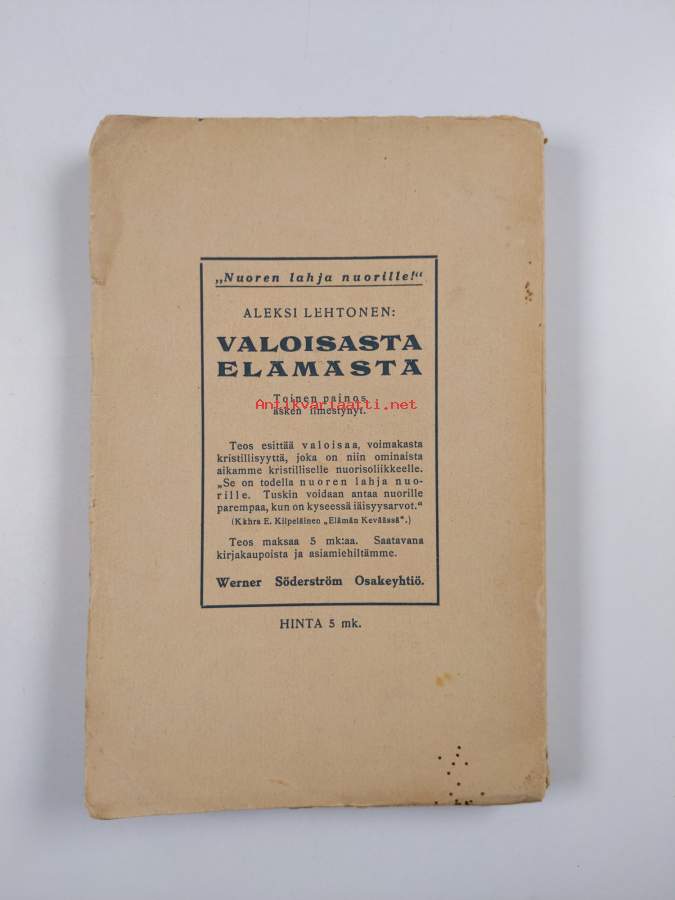 „Nuoren lahja nuorille!“
ALEKSI LEHTONEN:
VALOISASTA
ELÄMÄSTÄ
Toinen painos
Antikvariaatti.net
äsken ilmestynyt.
Teos esittää valoisaa, voimakasta
kristillisyyttä, joka on niin ominaista
aikamme kristilliselle nuorisoliikkeelle.
„Se on todella nuoren lahja nuo-
rille. Tuskin voidaan antaa nuorille
parempaa, kun on kyseessä iäisyysarvot.“
(Kkhra E. Kilpeläinen „Elämän Keväässä“.)
Teos maksaa 5 mk:aa. Saatavana
kirjakaupoista ja asiamiehiltämme.
Werner Söderström Osakeyhtiö.
HINTA 5 mk.